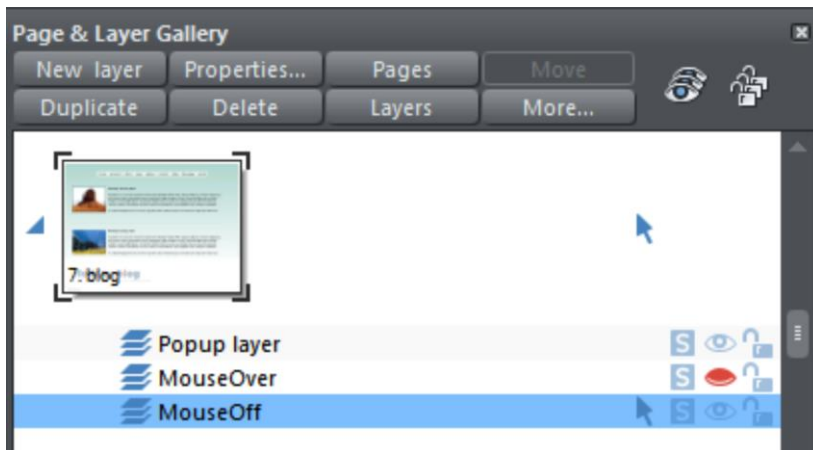 Page & Layer Gallery
New layer Properties... Pages Move
Duplicate Delete Layers More...
7: blog
Popup layer
S
MouseOver
S
MouseOff
S